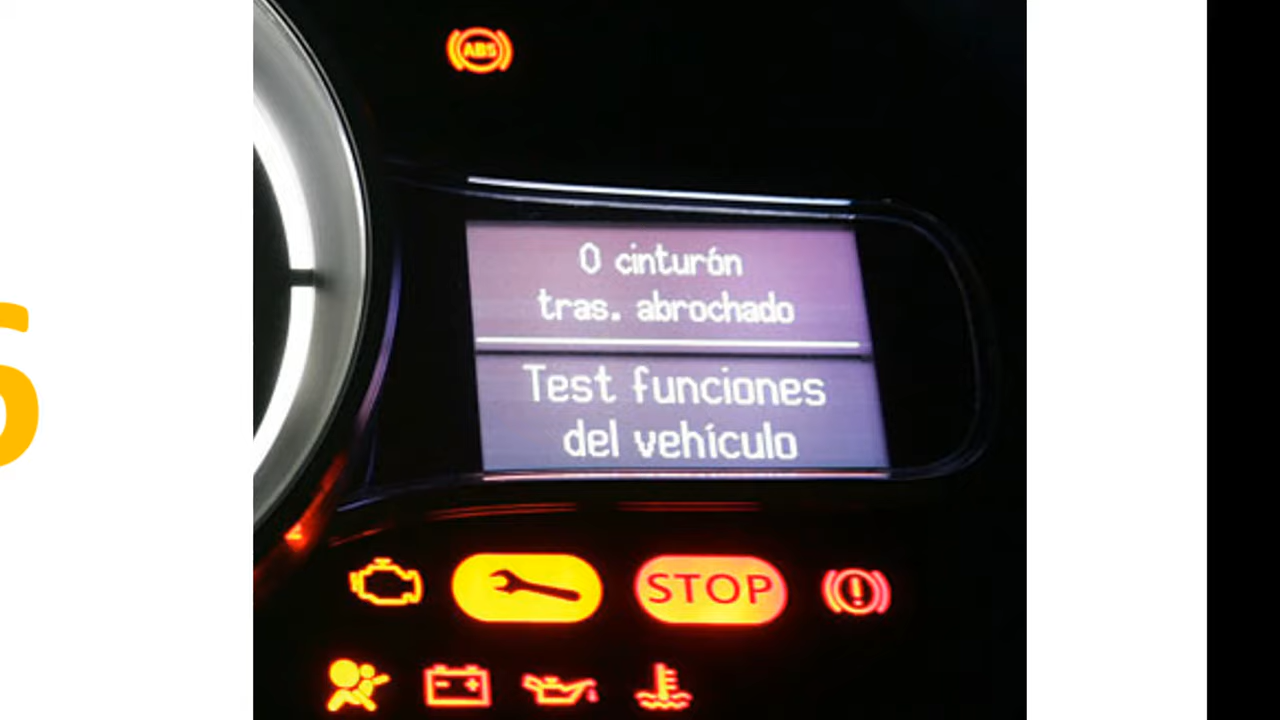 ABS
0 cinturón
tras. abrochado
Test funciones
del vehículo
STOP